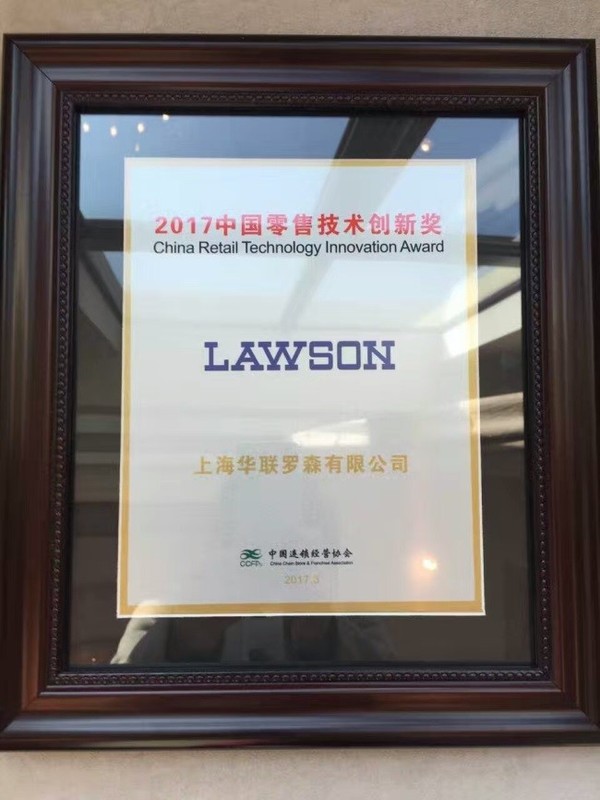 2017中国零售技术创新奖
China Retail Technology Innovation Award
LAWSON
上海华联罗森有限公司
CCFA
中国连锁经营协会
China Chain Store & Franchise Association
2017.3